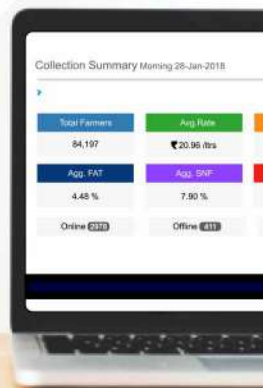 Collection Summary Morning 28-Jan-2018
Total Farmers Avg.Rate
84,197 ₹20.96 /ltrs
Agg. FAT Agg. SNF
4.48 % 7.90 %
Online 2978 Offline 411